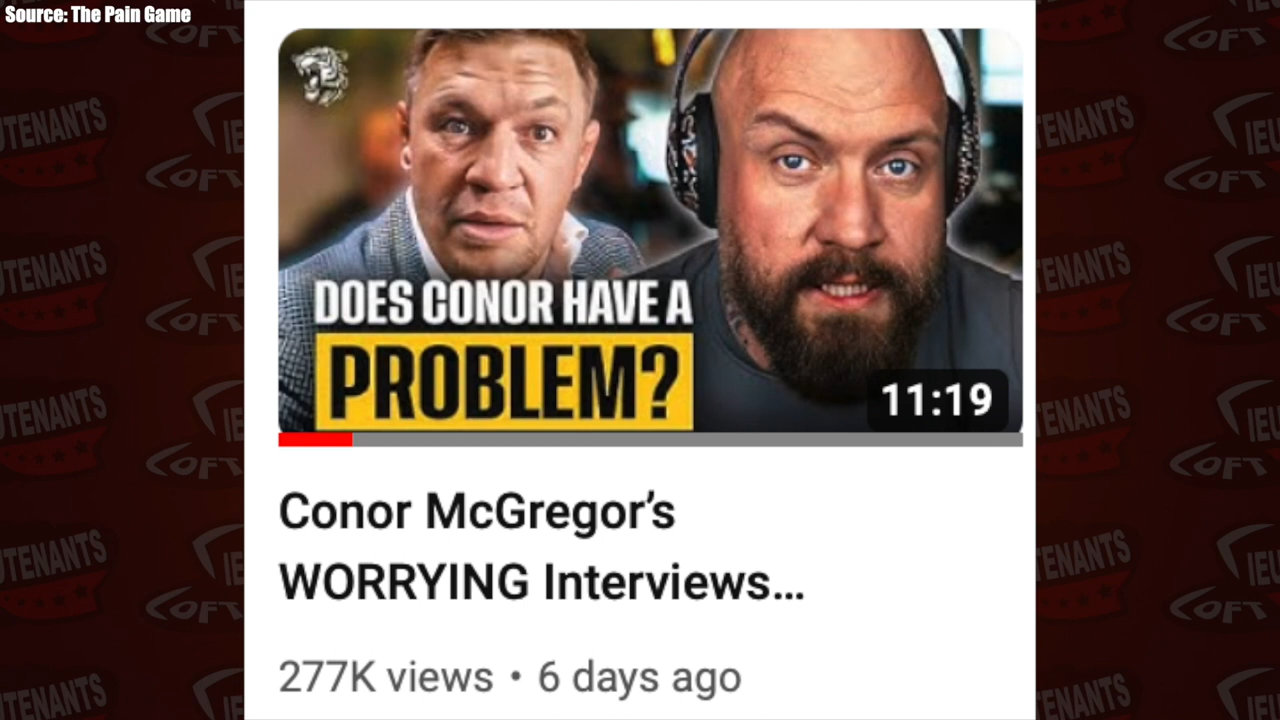 Source: The Pain Game
DOES CONOR HAVE A
PROBLEM?
11:19
Conor McGregor's
WORRYING Interviews...
277K views • 6 days ago